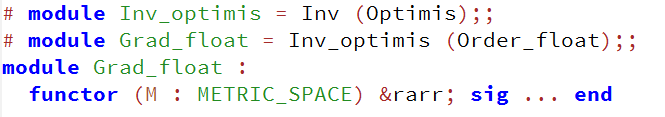 # module Inv_optimis = Inv (Optimis);;
# module Grad_float = Inv_optimis (Order_float);;
module Grad_float :
  functor (M : METRIC_SPACE) &rarr; sig ... end